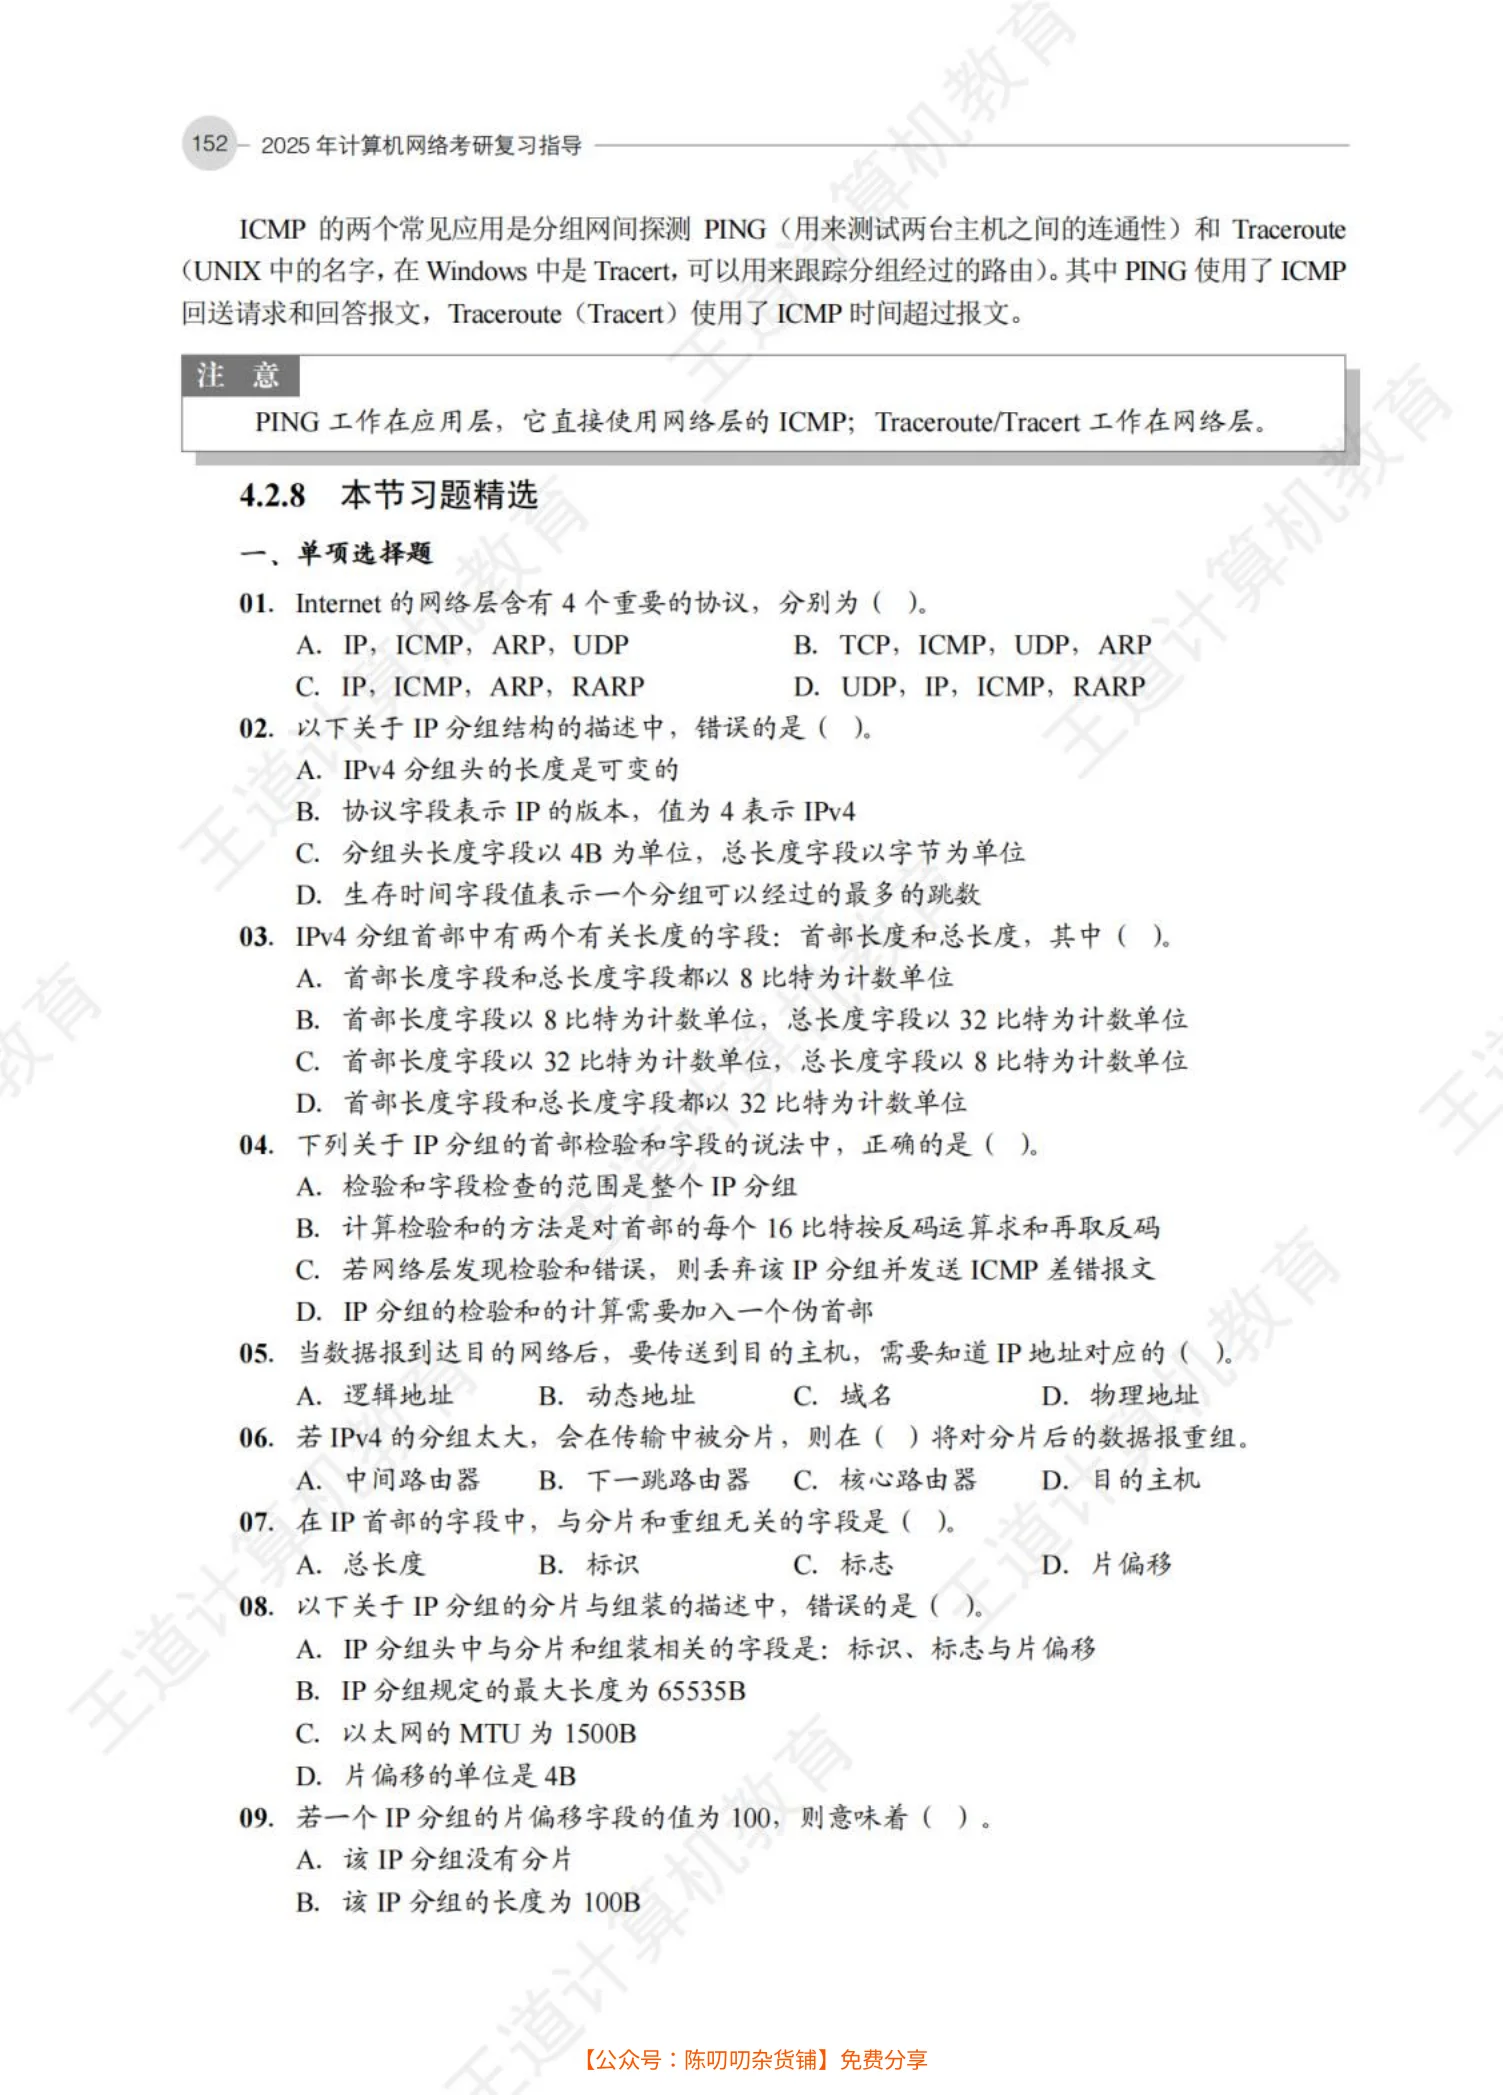 152 2025 年计算机网络考研复习指导
ICMP 的两个常见应用是分组网间探测 PING（用来测试两台主机之间的连通性）和 Traceroute
（UNIX 中的名字，在 Windows 中是 Tracert，可以用来跟踪分组经过的路由）。其中 PING 使用了 ICMP
回送请求和回答报文，Traceroute（Tracert）使用了 ICMP 时间超过报文。
注 意
PING 工作在应用层，它直接使用网络层的 ICMP；Traceroute/Tracert 工作在网络层。
4.2.8 本节习题精选
一、单项选择题
01. Internet 的网络层含有 4 个重要的协议，分别为（ ）。
A. IP，ICMP，ARP，UDP B. TCP，ICMP，UDP，ARP
C. IP，ICMP，ARP，RARP D. UDP，IP，ICMP，RARP
02. 以下关于 IP 分组结构的描述中，错误的是（ ）。
A. IPv4 分组头的长度是可变的
B. 协议字段表示 IP 的版本，值为 4 表示 IPv4
C. 分组头长度字段以 4B 为单位，总长度字段以字节为单位
D. 生存时间字段值表示一个分组可以经过的最多的跳数
03. IPv4 分组首部中有两个有关长度的字段：首部长度和总长度，其中（ ）。
A. 首部长度字段和总长度字段都以 8 比特为计数单位
B. 首部长度字段以 8 比特为计数单位，总长度字段以 32 比特为计数单位
C. 首部长度字段以 32 比特为计数单位，总长度字段以 8 比特为计数单位
D. 首部长度字段和总长度字段都以 32 比特为计数单位
04. 下列关于 IP 分组的首部检验和字段的说法中，正确的是（ ）。
A. 检验和字段检查的范围是整个 IP 分组
B. 计算检验和的方法是对首部的每个 16 比特按反码运算求和再取反码
C. 若网络层发现检验和错误，则丢弃该 IP 分组并发送 ICMP 差错报文
D. IP 分组的检验和的计算需要加入一个伪首部
05. 当数据报到达目的网络后，要传送到目的主机，需要知道 IP 地址对应的（ ）。
A. 逻辑地址 B. 动态地址 C. 域名 D. 物理地址
06. 若 IPv4 的分组太大，会在传输中被分片，则在（ ）将对分片后的数据报重组。
A. 中间路由器 B. 下一跳路由器 C. 核心路由器 D. 目的主机
07. 在 IP 首部的字段中，与分片和重组无关的字段是（ ）。
A. 总长度 B. 标识 C. 标志 D. 片偏移
08. 以下关于 IP 分组的分片与组装的描述中，错误的是（ ）。
A. IP 分组头中与分片和组装相关的字段是：标识、标志与片偏移
B. IP 分组规定的最大长度为 65535B
C. 以太网的 MTU 为 1500B
D. 片偏移的单位是 4B
09. 若一个 IP 分组的片偏移字段的值为 100，则意味着（ ）。
A. 该 IP 分组没有分片
B. 该 IP 分组的长度为 100B
【公众号：陈叨叨杂货铺】免费分享
王道计算机教育